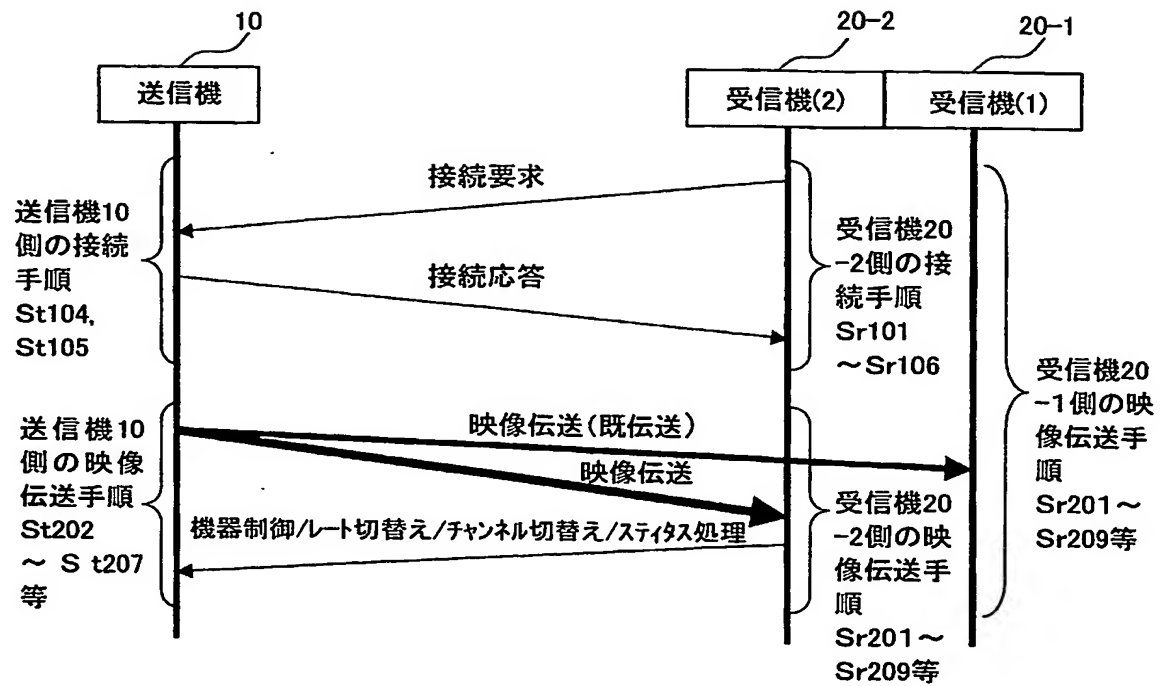 10
20-2
20-1
送信機
受信機(2)
受信機(1)
接続要求
送信機10
側の接続
手順
St104,
St105
接続応答
受信機20
-2側の接
続手順
Sr101
～Sr106
受信機20
-1側の映
像伝送手
順
Sr201～
Sr209等
送信機10
側の映像
伝送手順
St202
～ S t207
等
映像伝送(既伝送)
映像伝送
機器制御/レート切替え/チャンネル切替え/スティタス処理
受信機20
-2側の映
像伝送手
順
Sr201～
Sr209等